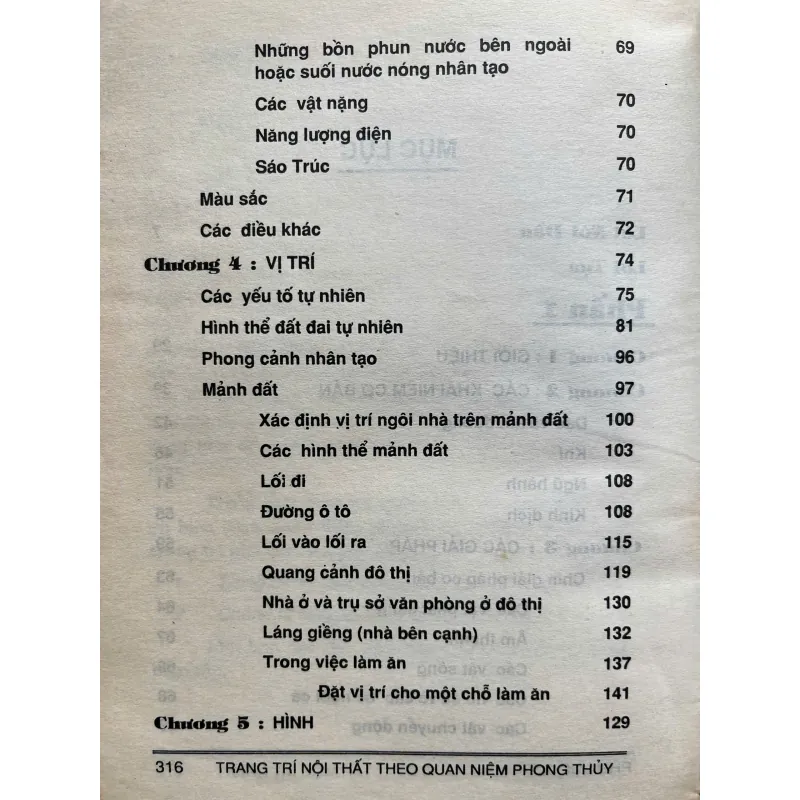 Những bồn phun nước bên ngoài 69
hoặc suối nước nóng nhân tạo
Các vật nặng 70
Năng lượng điện 70
Sáo Trúc 70
Màu sắc 71
Các điều khác 72
Chương 4 : VỊ TRÍ 74
Các yếu tố tự nhiên 75
Hình thể đất đai tự nhiên 81
Phong cảnh nhân tạo 96
Mảnh đất 97
Xác định vị trí ngôi nhà trên mảnh đất 100
Các hình thể mảnh đất 103
Lối đi 108
Đường ô tô 108
Lối vào lối ra 115
Quang cảnh đô thị 119
Nhà ở và trụ sở văn phòng ở đô thị 130
Láng giềng (nhà bên cạnh) 132
Trong việc làm ăn 137
Đặt vị trí cho một chỗ làm ăn 141
Chương 5 : HÌNH 129
316 TRANG TRÍ NỘI THẤT THEO QUAN NIỆM PHONG THỦY